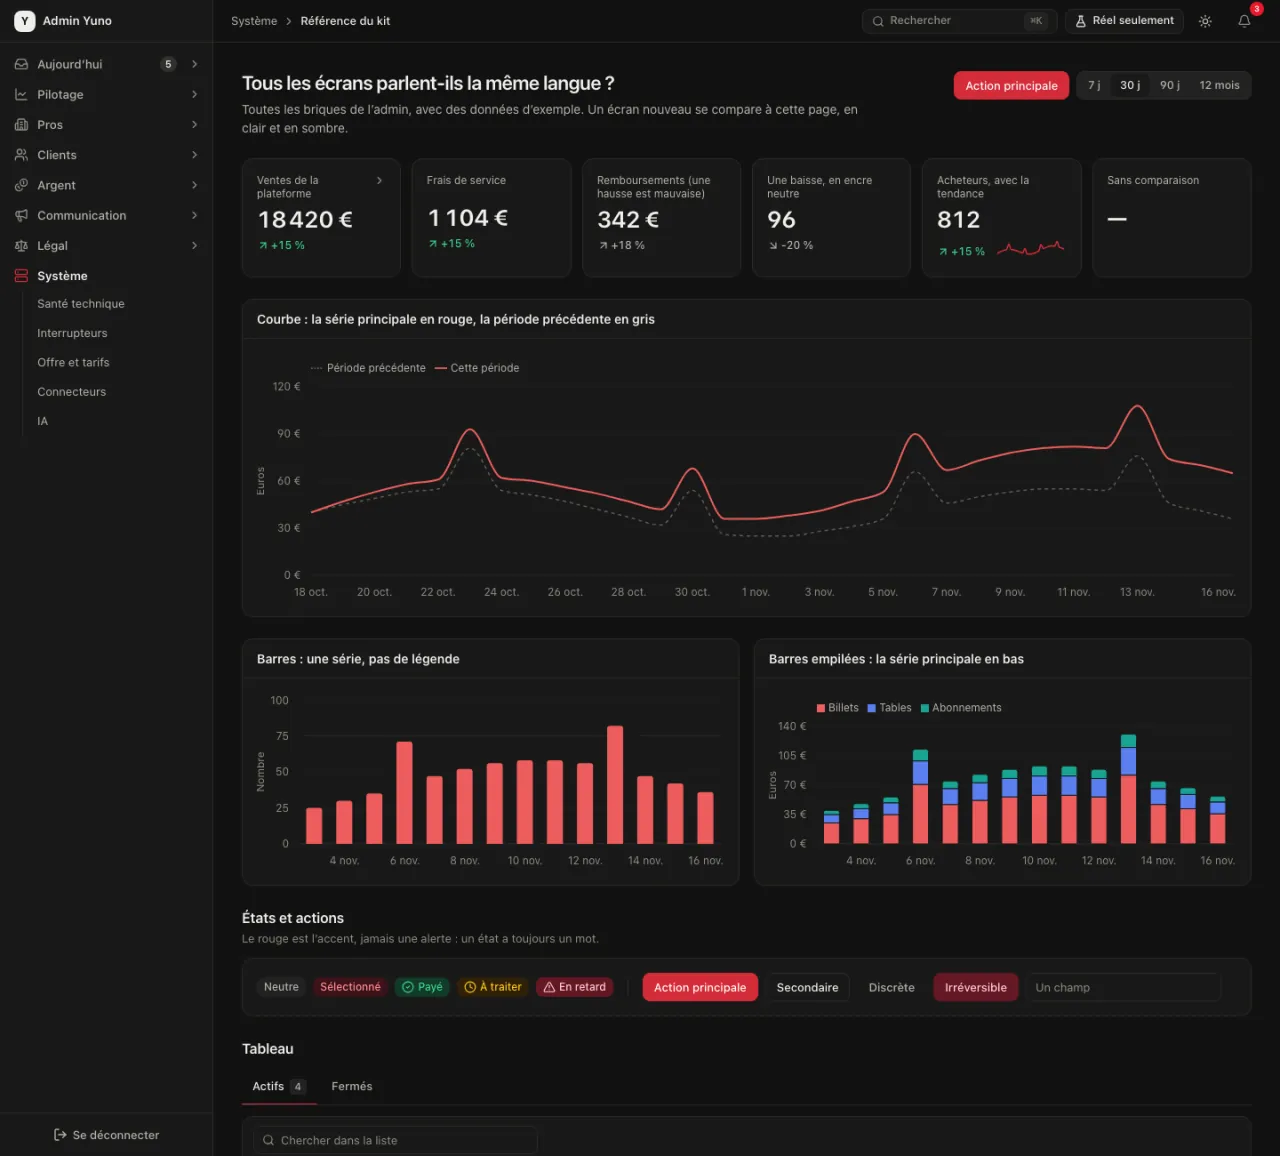 Y Admin Yuno
Système > Référence du kit
Rechercher ⌘K
Réel seulement
3
Aujourd'hui 5
Pilotage
Pros
Clients
Argent
Communication
Légal
Système
Santé technique
Interrupteurs
Offre et tarifs
Connecteurs
IA
Se déconnecter
Tous les écrans parlent-ils la même langue ?
Toutes les briques de l'admin, avec des données d'exemple. Un écran nouveau se compare à cette page, en
clair et en sombre.
Action principale
7 j 30 j 90 j 12 mois
Ventes de la
plateforme
18 420 €
+15 %
Frais de service
1 104 €
+15 %
Remboursements (une
hausse est mauvaise)
342 €
+18 %
Une baisse, en encre
neutre
96
-20 %
Acheteurs, avec la
tendance
812
+15 %
Sans comparaison
—
Courbe : la série principale en rouge, la période précédente en gris
Période précédente Cette période
Euros
120 €
90 €
60 €
30 €
0 €
18 oct. 20 oct. 22 oct. 24 oct. 26 oct. 28 oct. 30 oct. 1 nov. 3 nov. 5 nov. 7 nov. 9 nov. 11 nov. 13 nov. 16 nov.
Barres : une série, pas de légende
Nombre
100
75
50
25
0
4 nov. 6 nov. 8 nov. 10 nov. 12 nov. 14 nov. 16 nov.
Barres empilées : la série principale en bas
Billets Tables Abonnements
Euros
140 €
105 €
70 €
35 €
0 €
4 nov. 6 nov. 8 nov. 10 nov. 12 nov. 14 nov. 16 nov.
États et actions
Le rouge est l'accent, jamais une alerte : un état a toujours un mot.
Neutre Sélectionné Payé À traiter En retard Action principale Secondaire Discrète Irréversible Un champ
Tableau
Actifs 4 Fermés
Chercher dans la liste